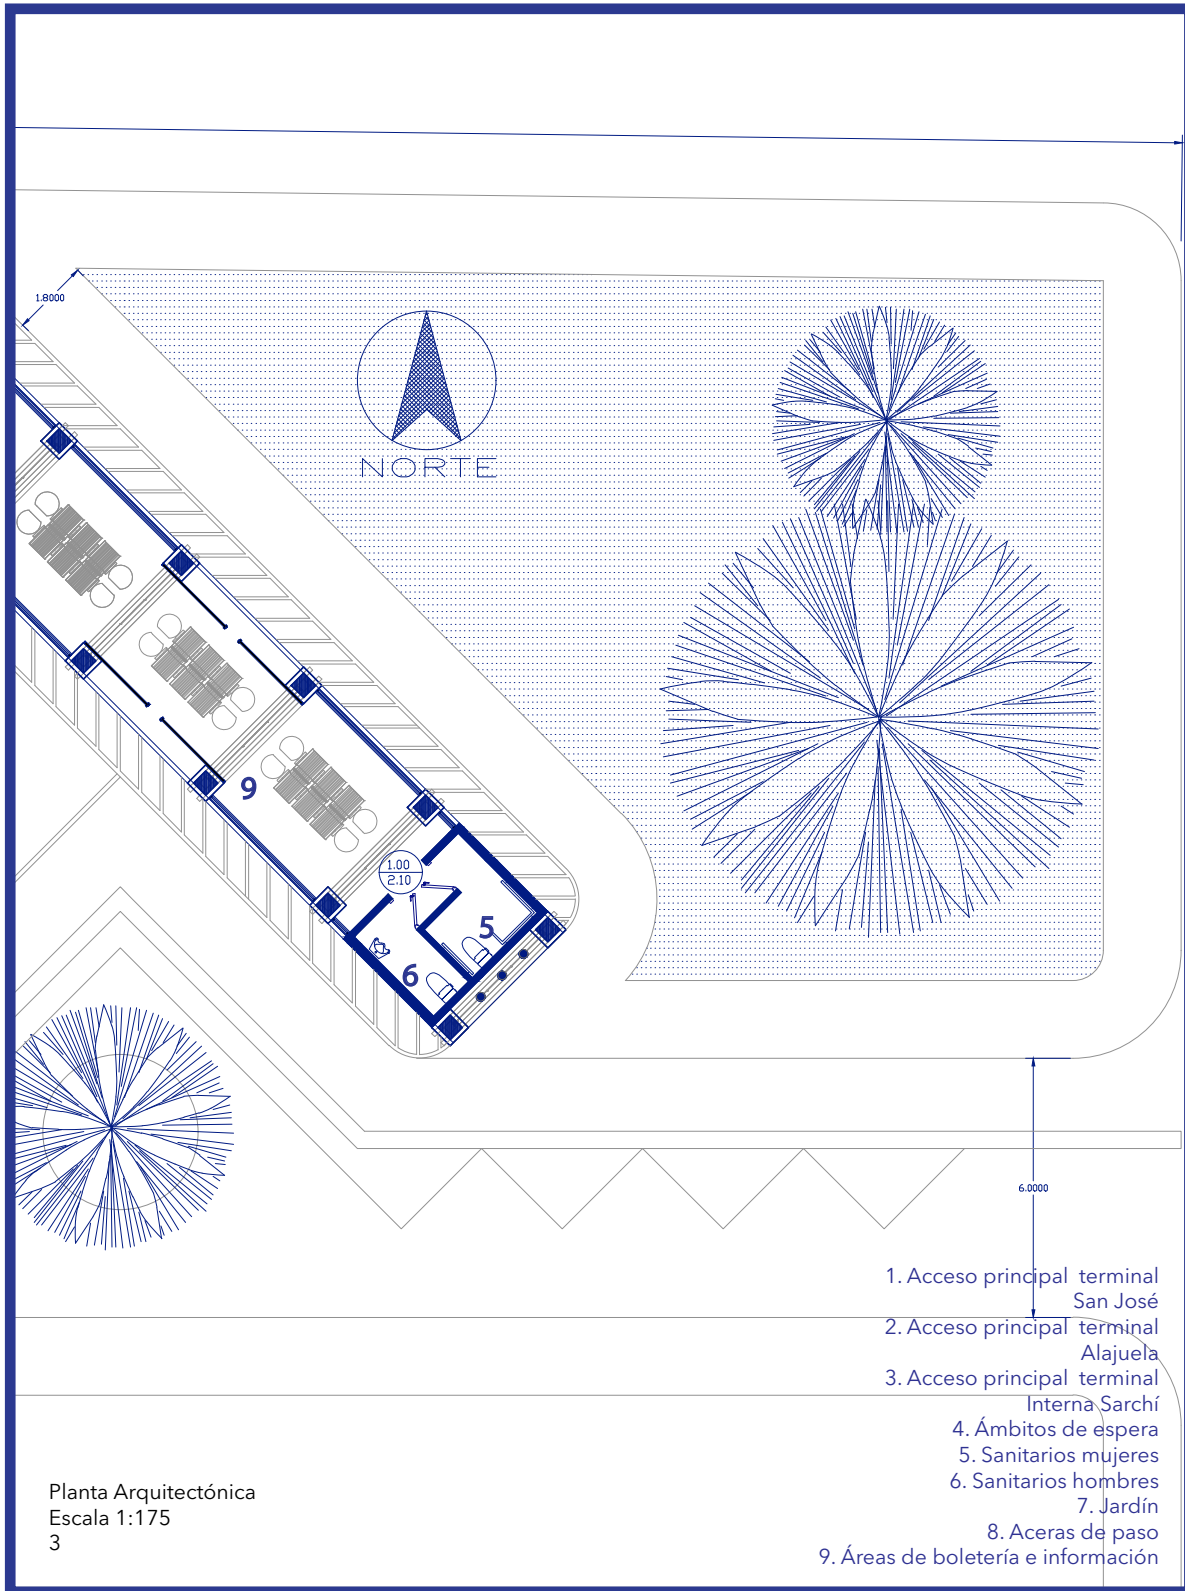 1.8000
NORTE
9
1.00
2.10
5
6
6.0000
1. Acceso principal terminal
San José
2. Acceso principal terminal
Alajuela
3. Acceso principal terminal
Interna Sarchí
4. Ámbitos de espera
5. Sanitarios mujeres
6. Sanitarios hombres
7. Jardín
8. Aceras de paso
9. Áreas de boletería e información
Planta Arquitectónica
Escala 1:175
3